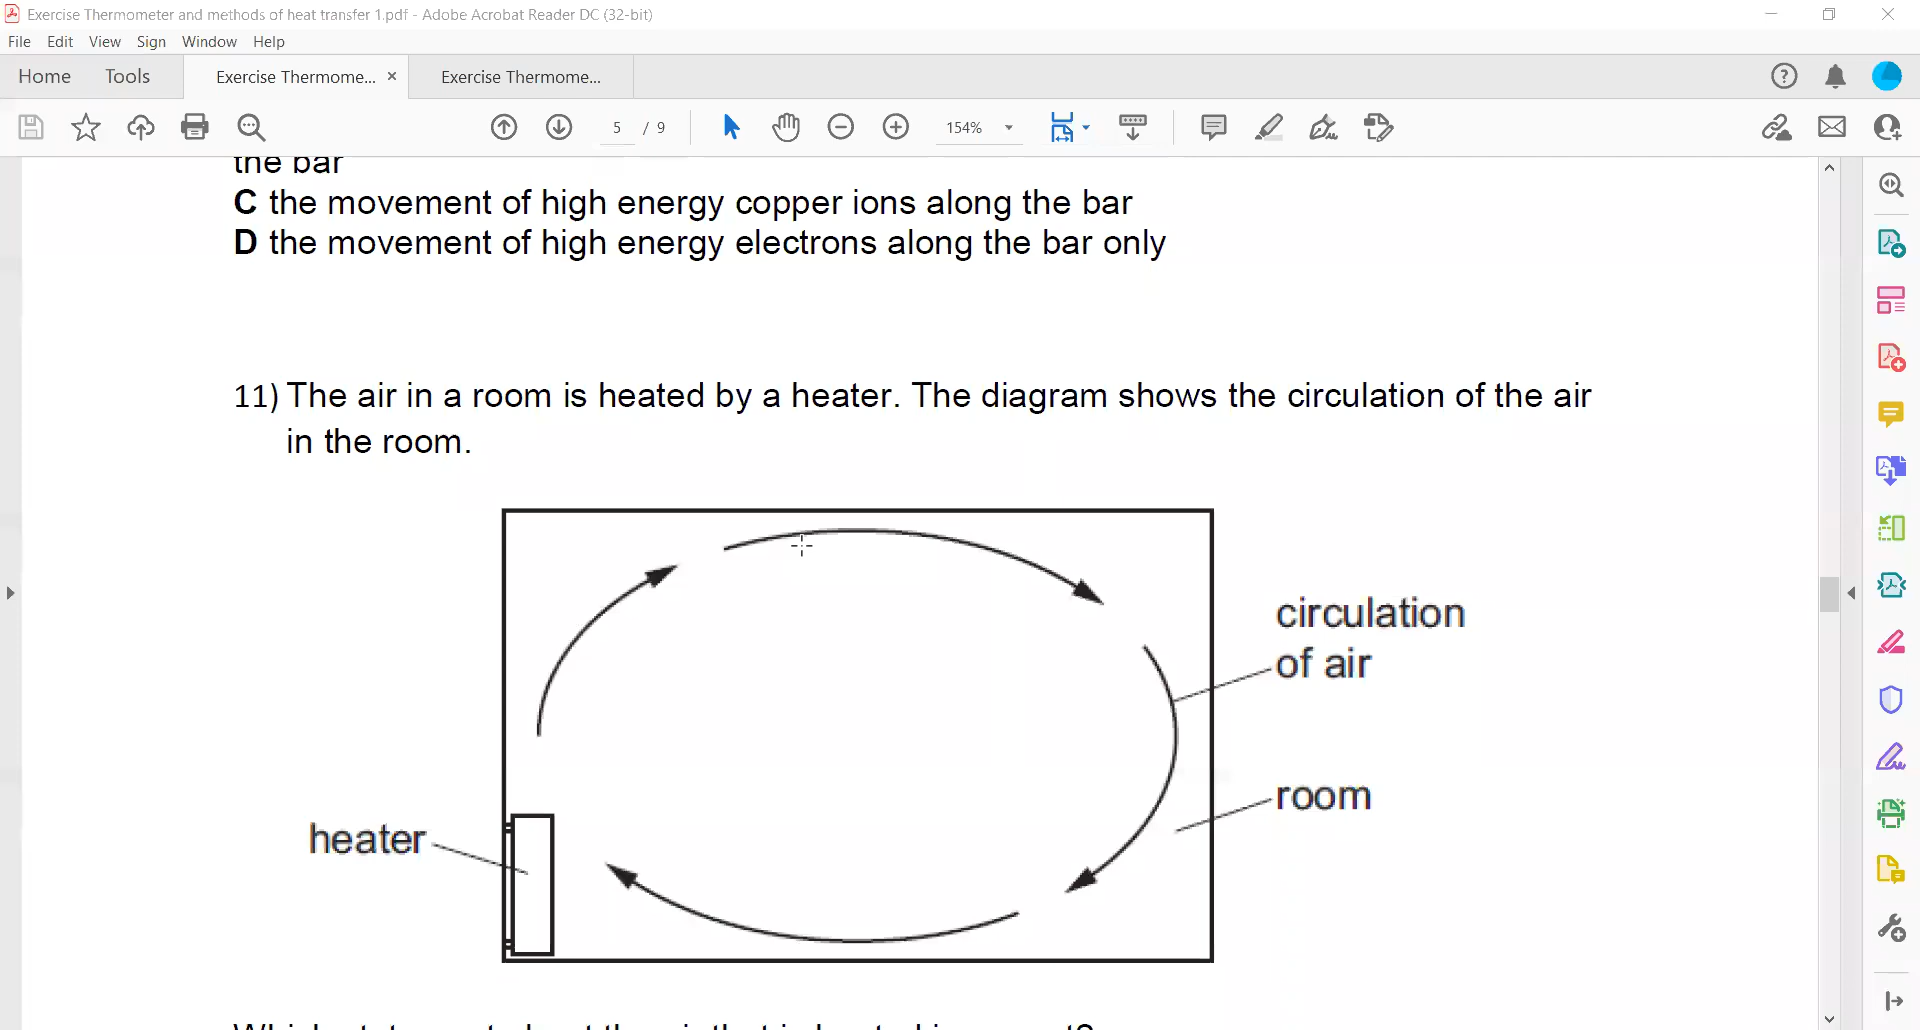 Exercise Thermometer and methods of heat transfer 1.pdf - Adobe Acrobat Reader DC (32-bit)
File Edit View Sign Window Help
Home Tools Exercise Thermome... × Exercise Thermome...
5 / 9 154%
the bar
C the movement of high energy copper ions along the bar
D the movement of high energy electrons along the bar only
11) The air in a room is heated by a heater. The diagram shows the circulation of the air
in the room.
circulation
of air
room
heater